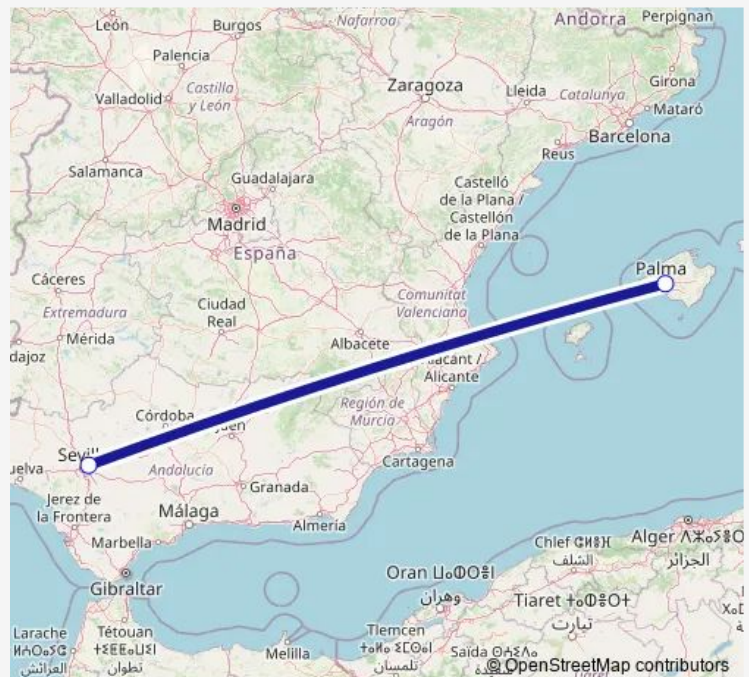 León
Burgos
Nafarroa
Andorra
Perpignan
Palencia
Valladolid
Castilla
y León
Zaragoza
Lleida
Catalunya
Girona
Mataró
Aragón
Barcelona
Reus
Salamanca
Guadalajara
Castelló
de la Plana /
Castellón
de la Plana
Madrid
España
Palma
Cáceres
Comunitat
Valenciana
Extremadura
Ciudad
Real
Mérida
Albacete
Alicante
Región de
Murcia
Córdoba
Andalucía
Cartagena
Granada
Jerez de
la Frontera
Málaga
Almería
Marbella
Gibraltar
Alger
الجزائر
الشلف
Chlef
Oran
وهران
Tiaret
تيارت
Larache
العرائش
Tétouan
تطوان
Melilla
Tlemcen
تلمسان
Saïda
© OpenStreetMap contributors